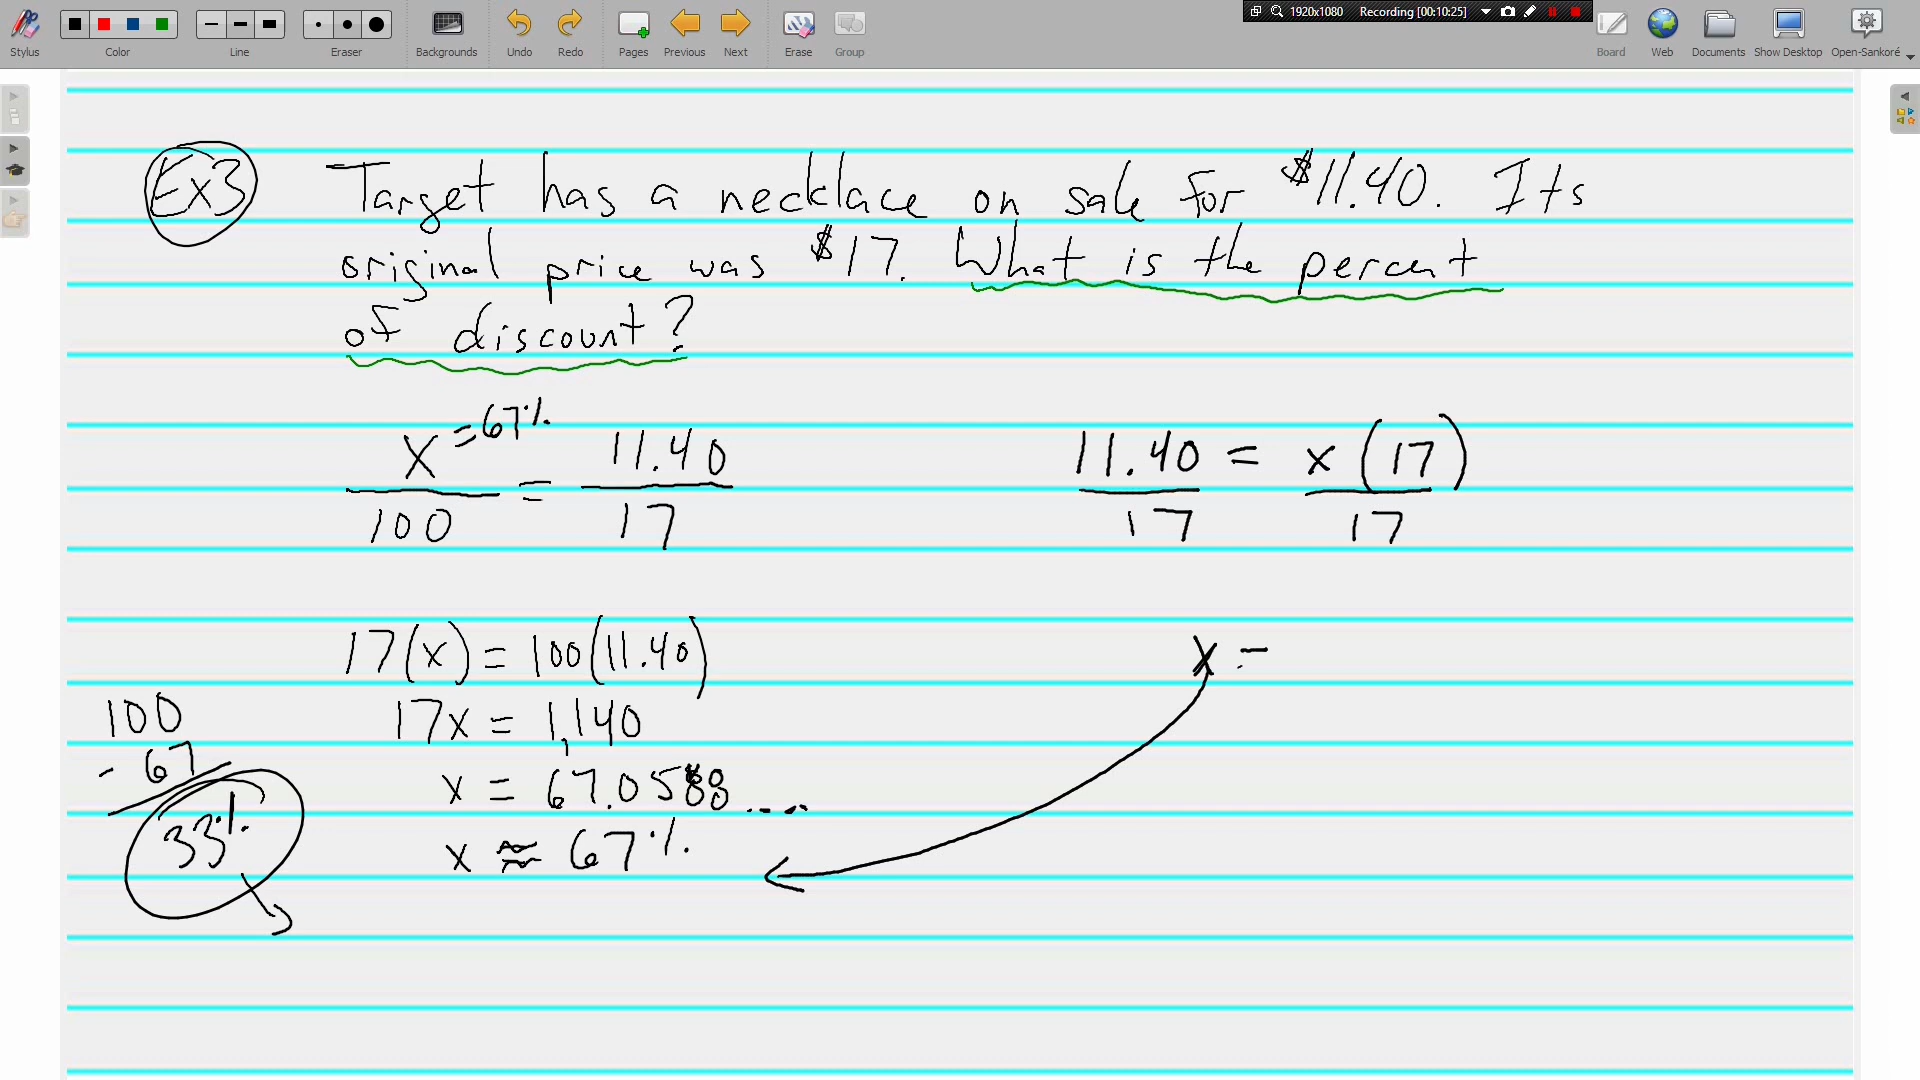 1920x1080 Recording [00:10:25]
Stylus Color Line Eraser Backgrounds Undo Redo Pages Previous Next Erase Group Board Web Documents Show Desktop Open-Sankoré
Ex3 Target has a necklace on sale for $11.40. Its
original price was $17. What is the percent
of discount?
x = 67%
100
=
11.40
17
17(x) = 100(11.40)
17x = 1,140
x = 67.0588....
x ≈ 67%
100
- 67
33%
11.40 = x(17)
17 17
x =